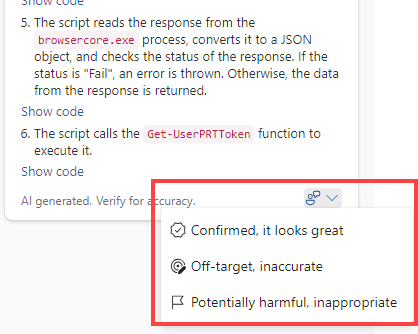 Show code
5. The script reads the response from the
browsercore.exe process, converts it to a JSON
object, and checks the status of the response. If the
status is "Fail", an error is thrown. Otherwise, the data
from the response is returned.
Show code
6. The script calls the Get-UserPRTToken function to
execute it.
Show code
AI generated. Verify for accuracy.
Confirmed, it looks great
Off-target, inaccurate
Potentially harmful, inappropriate